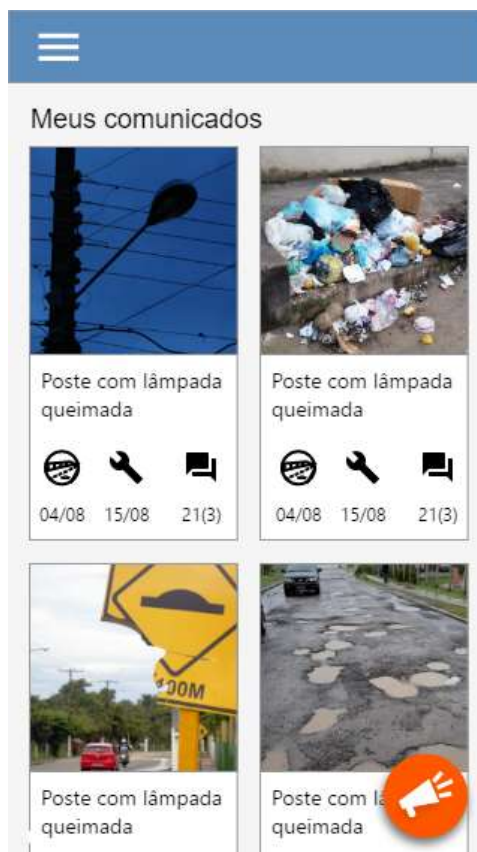 Meus comunicados
Poste com lâmpada
queimada
04/08 15/08 21(3)
Poste com lâmpada
queimada
04/08 15/08 21(3)
100M
Poste com lâmpada
queimada
Poste com
queimada